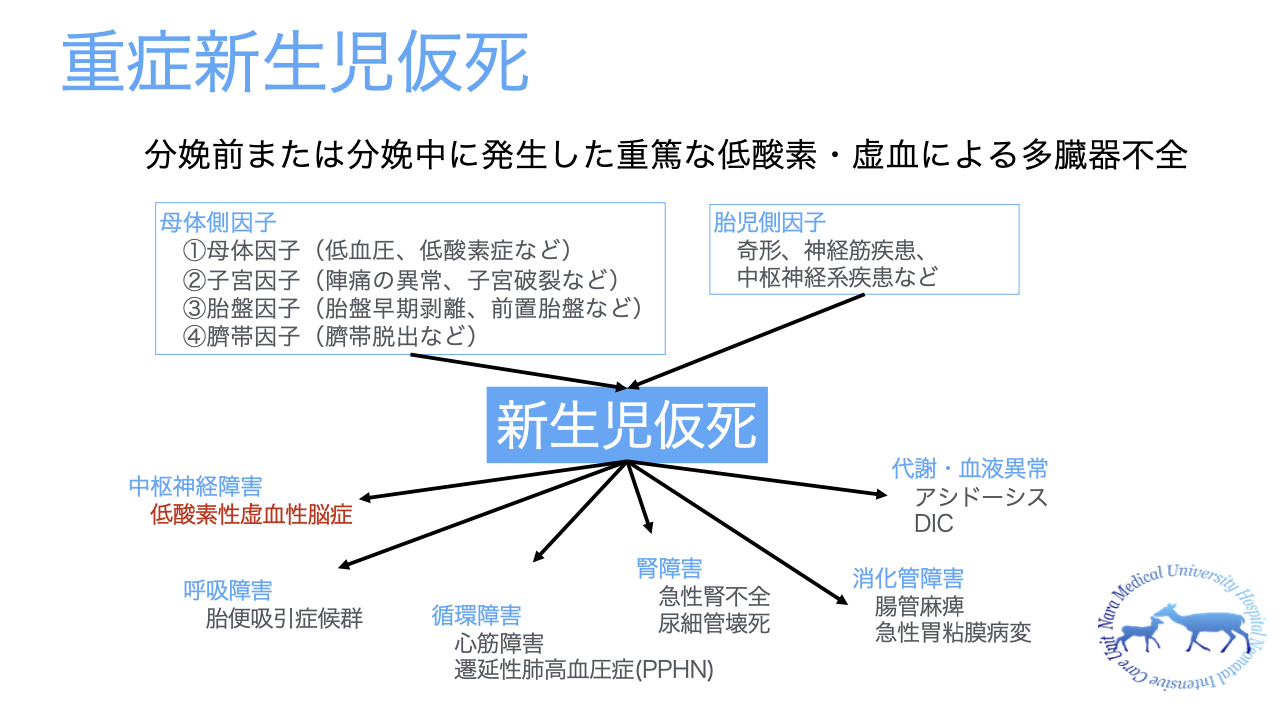 重症新生児仮死
分娩前または分娩中に発生した重篤な低酸素・虚血による多臓器不全
母体側因子
①母体因子（低血圧、低酸素症など）
②子宮因子（陣痛の異常、子宮破裂など）
③胎盤因子（胎盤早期剥離、前置胎盤など）
④臍帯因子（臍帯脱出など）
胎児側因子
奇形、神経筋疾患、
中枢神経系疾患など
新生児仮死
中枢神経障害
低酸素性虚血性脳症
呼吸障害
胎便吸引症候群
循環障害
心筋障害
遷延性肺高血圧症(PPHN)
腎障害
急性腎不全
尿細管壊死
消化管障害
腸管麻痺
急性胃粘膜病変
代謝・血液異常
アシドーシス
DIC
Nara Medical University Hospital Neonatal Intensive Care Unit